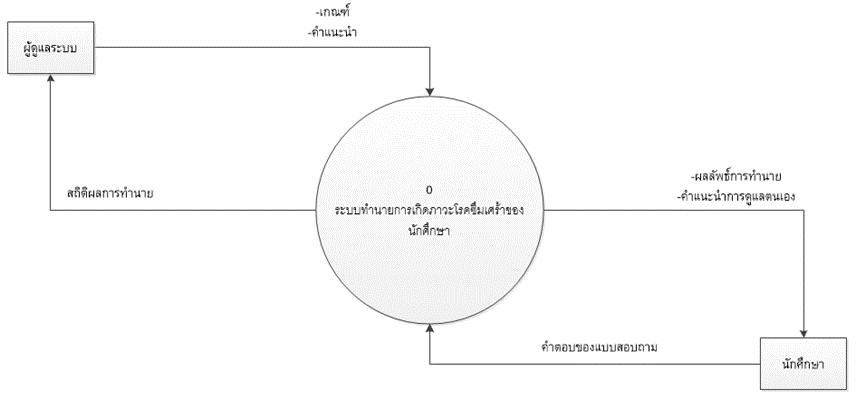 -เกณฑ์
-คำแนะนำ
ผู้ดูแลระบบ
สถิติผลการทำนาย
0
ระบบทำนายการเกิดภาวะโรคซึมเศร้าของ
นักศึกษา
-ผลลัพธ์การทำนาย
-คำแนะนำการดูแลตนเอง
คำตอบของแบบสอบถาม
นักศึกษา